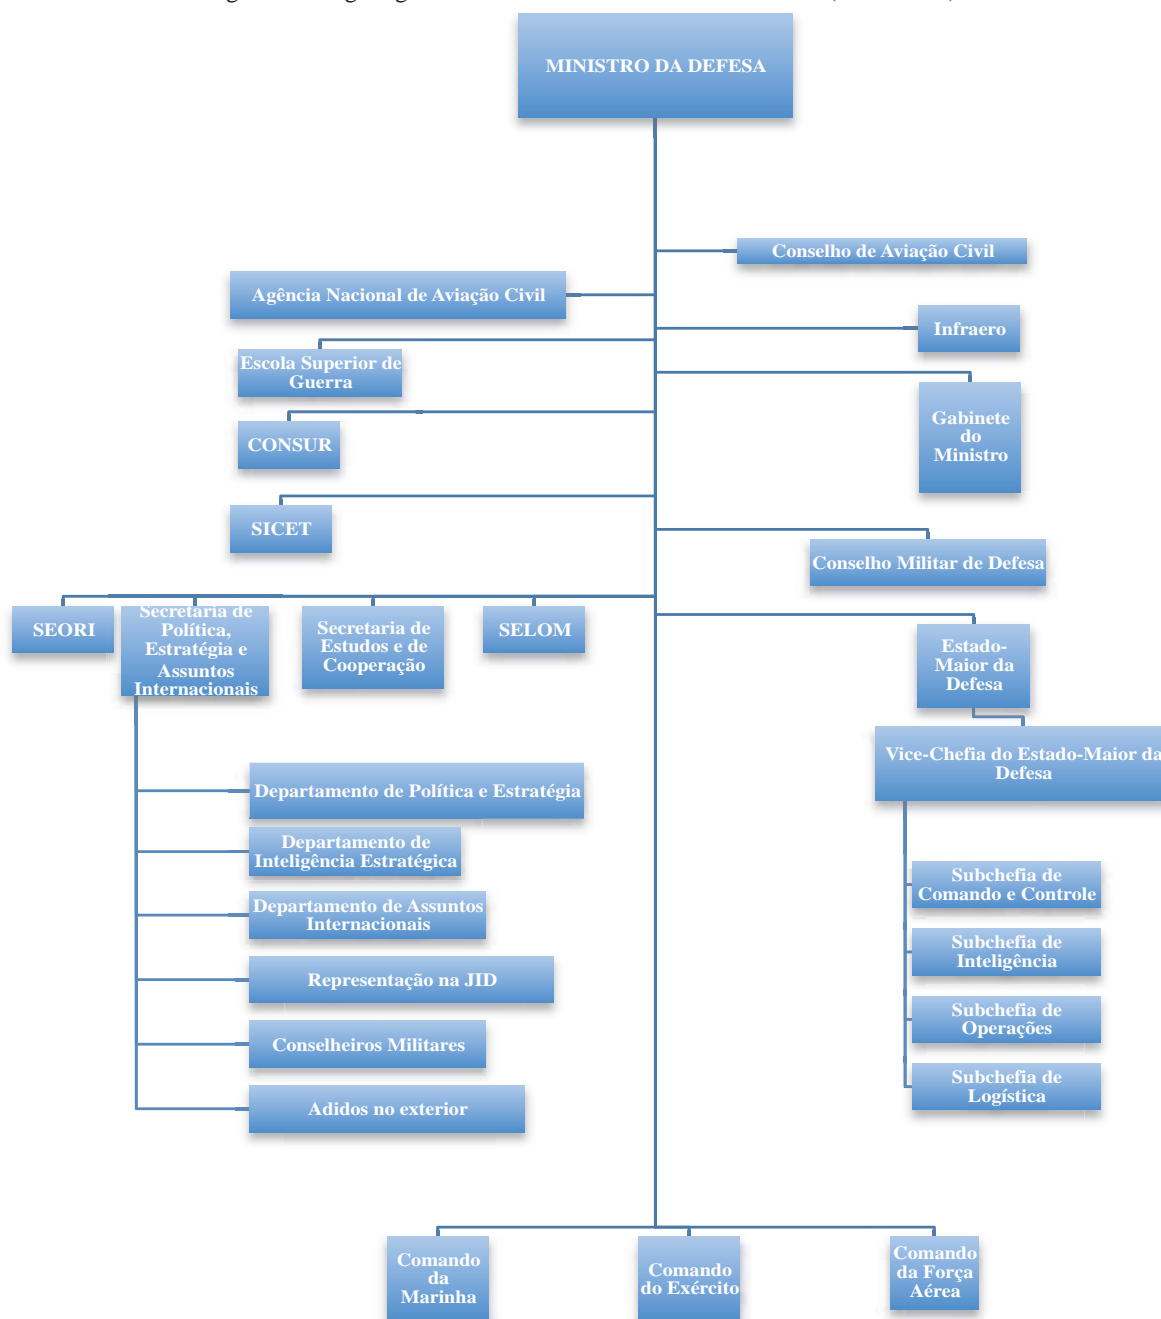 MINISTRO DA DEFESA
Conselho de Aviação Civil
Agência Nacional de Aviação Civil
Infraero
Escola Superior de
Guerra
Gabinete
do
Ministro
CONSUR
SICET
Conselho Militar de Defesa
SEORI
Secretaria de
Política,
Estratégia e
Assuntos
Internacionais
Secretaria de
Estudos e de
Cooperação
SELOM
Estado-
Maior da
Defesa
Vice-Chefia do Estado-Maior da
Defesa
Departamento de Política e Estratégia
Departamento de
Inteligência Estratégica
Departamento de Assuntos
Internacionais
Representação na JID
Conselheiros Militares
Adidos no exterior
Subchefia de
Comando e Controle
Subchefia de
Inteligência
Subchefia de
Operações
Subchefia de
Logística
Comando
da
Marinha
Comando
do Exército
Comando
da Força
Aérea